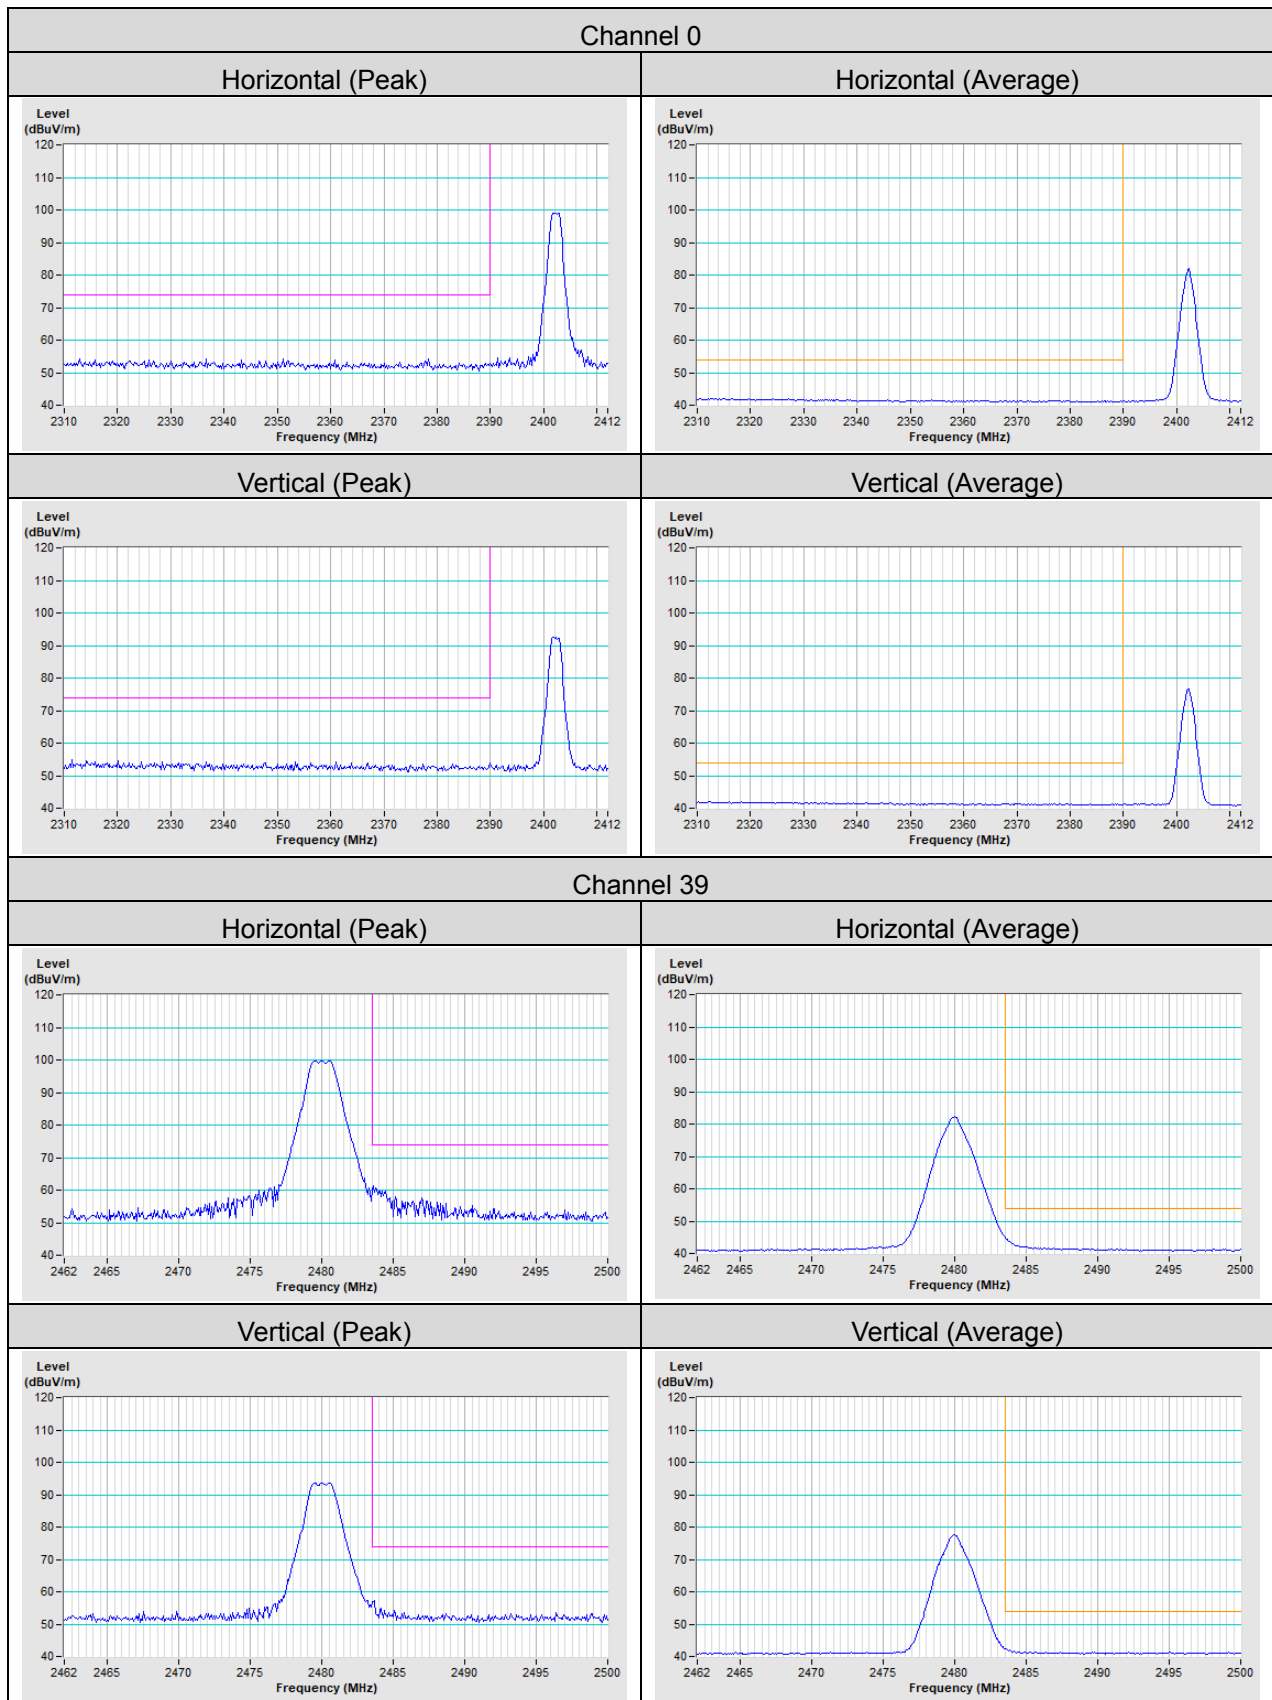 Channel 0
Horizontal (Peak)
Horizontal (Average)
Level
(dBuV/m)
120
110
100
90
80
70
60
50
40
2310 2320 2330 2340 2350 2360 2370 2380 2390 2400 2412
Frequency (MHz)
Level
(dBuV/m)
120
110
100
90
80
70
60
50
40
2310 2320 2330 2340 2350 2360 2370 2380 2390 2400 2412
Frequency (MHz)
Vertical (Peak)
Vertical (Average)
Level
(dBuV/m)
120
110
100
90
80
70
60
50
40
2310 2320 2330 2340 2350 2360 2370 2380 2390 2400 2412
Frequency (MHz)
Level
(dBuV/m)
120
110
100
90
80
70
60
50
40
2310 2320 2330 2340 2350 2360 2370 2380 2390 2400 2412
Frequency (MHz)
Channel 39
Horizontal (Peak)
Horizontal (Average)
Level
(dBuV/m)
120
110
100
90
80
70
60
50
40
2462 2465 2470 2475 2480 2485 2490 2495 2500
Frequency (MHz)
Level
(dBuV/m)
120
110
100
90
80
70
60
50
40
2462 2465 2470 2475 2480 2485 2490 2495 2500
Frequency (MHz)
Vertical (Peak)
Vertical (Average)
Level
(dBuV/m)
120
110
100
90
80
70
60
50
40
2462 2465 2470 2475 2480 2485 2490 2495 2500
Frequency (MHz)
Level
(dBuV/m)
120
110
100
90
80
70
60
50
40
2462 2465 2470 2475 2480 2485 2490 2495 2500
Frequency (MHz)